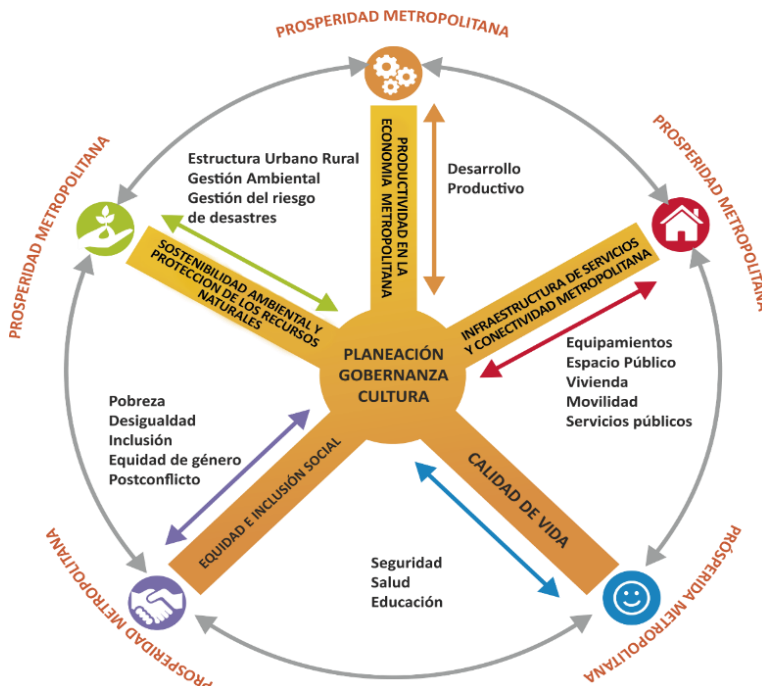 PROSPERIDAD METROPOLITANA
PROSPERIDAD METROPOLITANA
PROSPERIDAD METROPOLITANA
PRODUCTIVIDAD EN LA
ECONOMIA METROPOLITANA
Desarrollo
Productivo
Estructura Urbano Rural
Gestión Ambiental
Gestión del riesgo
de desastres
SOSTENIBILIDAD AMBIENTAL Y
PROTECCION DE LOS RECURSOS
NATURALES
INFRAESTRUCTURA DE SERVICIOS
Y CONECTIVIDAD METROPOLITANA
PLANEACIÓN
GOBERNANZA
CULTURA
Equipamientos
Espacio Público
Vivienda
Movilidad
Servicios públicos
Pobreza
Desigualdad
Inclusión
Equidad de género
Postconflicto
EQUIDAD E INCLUSIÓN SOCIAL
CALIDAD DE VIDA
Seguridad
Salud
Educación
PROSPERIDAD METROPOLITANA
PRÓSPERIDA METROPOLITANA